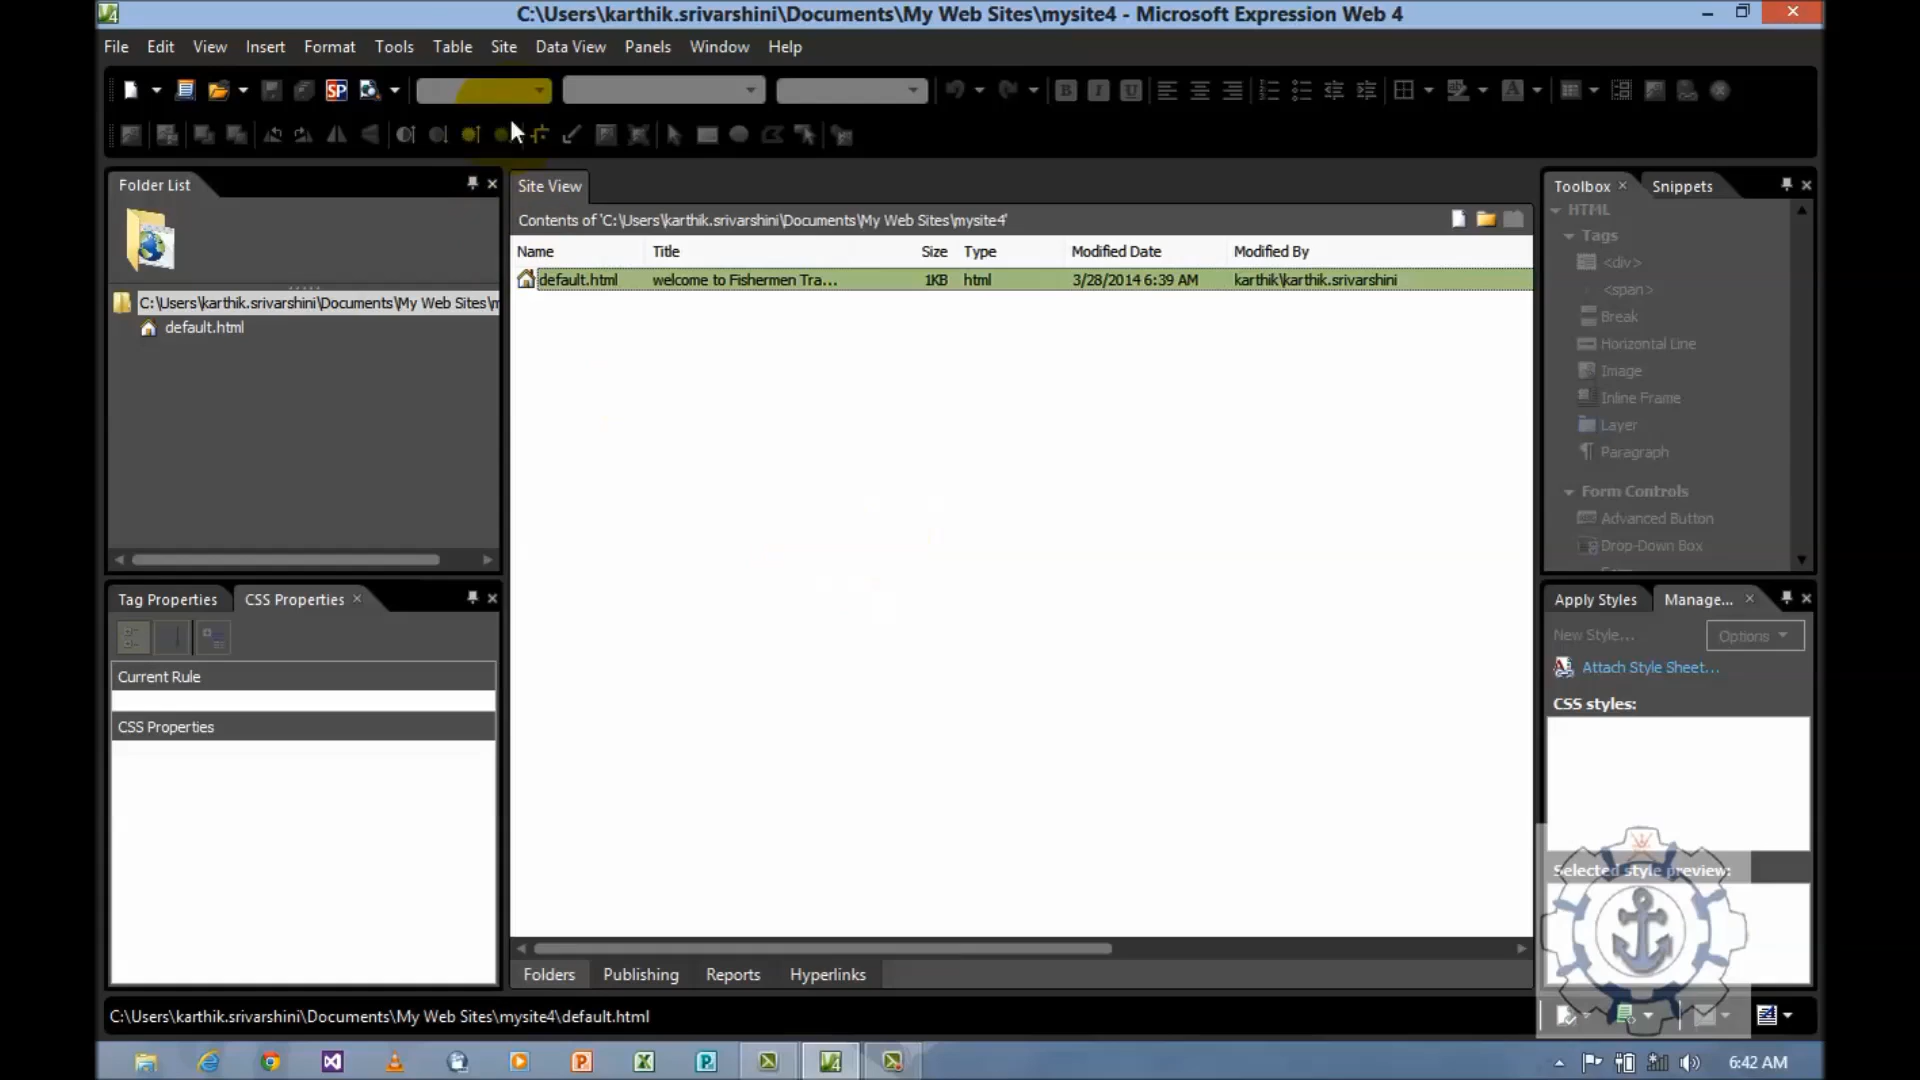 C:\Users\karthik.srivarshini\Documents\My Web Sites\mysite4 - Microsoft Expression Web 4
File Edit View Insert Format Tools Table Site Data View Panels Window Help
Folder List
Site View
Toolbox
Snippets
Contents of 'C:\Users\karthik.srivarshini\Documents\My Web Sites\mysite4'
HTML
Tags
Name Title Size Type Modified Date Modified By
<div>
default.html welcome to Fishermen Tra... 1KB html 3/28/2014 6:39 AM karthik\karthik.srivarshini
<span>
C:\Users\karthik.srivarshini\Documents\My Web Sites\m
Break
default.html
Horizontal Line
Image
Inline Frame
Layer
Paragraph
Form Controls
Advanced Button
Drop-Down Box
Tag Properties
CSS Properties
Apply Styles
Manage...
New Style...
Options
Attach Style Sheet...
Current Rule
CSS styles:
CSS Properties
Selected style preview:
Folders Publishing Reports Hyperlinks
C:\Users\karthik.srivarshini\Documents\My Web Sites\mysite4\default.html
6:42 AM